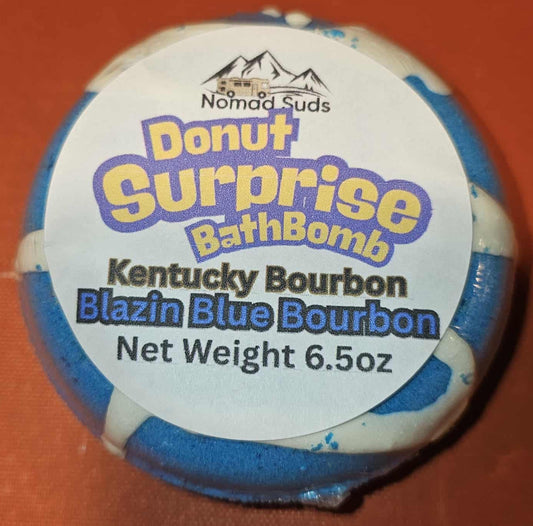 Nomad Suds
Donut
Surprise
BathBomb
Kentucky Bourbon
Blazin Blue Bourbon
Net Weight 6.5oz